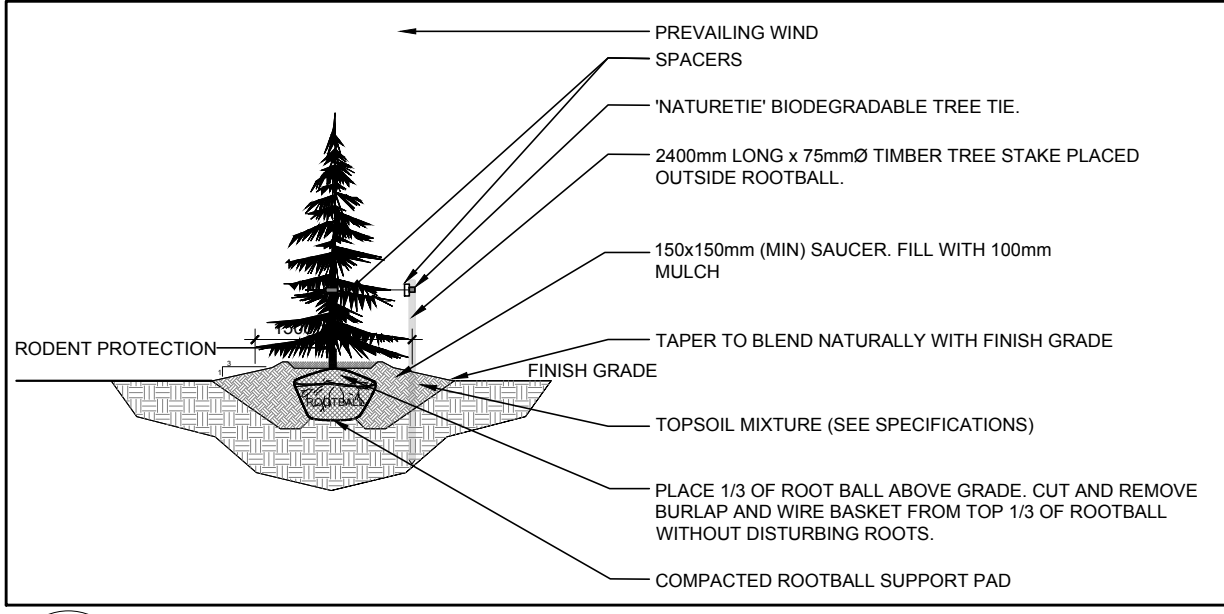 PREVAILING WIND
SPACERS
'NATURETIE' BIODEGRADABLE TREE TIE.
2400mm LONG x 75mmØ TIMBER TREE STAKE PLACED
OUTSIDE ROOTBALL.
150x150mm (MIN) SAUCER. FILL WITH 100mm
MULCH
RODENT PROTECTION
3
1
TAPER TO BLEND NATURALLY WITH FINISH GRADE
FINISH GRADE
ROOTBALL
TOPSOIL MIXTURE (SEE SPECIFICATIONS)
PLACE 1/3 OF ROOT BALL ABOVE GRADE. CUT AND REMOVE
BURLAP AND WIRE BASKET FROM TOP 1/3 OF ROOTBALL
WITHOUT DISTURBING ROOTS.
COMPACTED ROOTBALL SUPPORT PAD